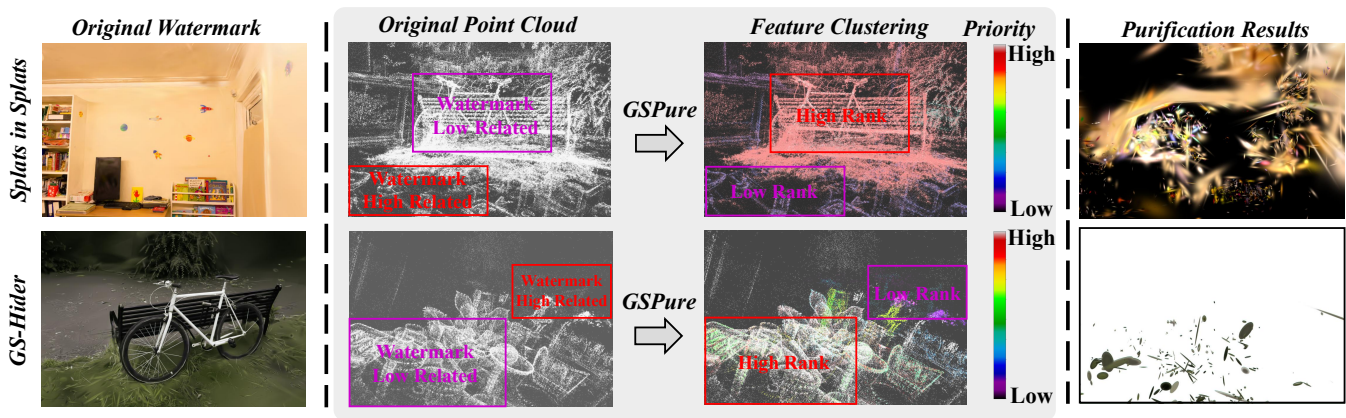 Original Watermark
Original Point Cloud
Feature Clustering
Priority
Purification Results
Splats in Splats
Watermark
Low Related
Watermark
High Related
GSPure
High Rank
Low Rank
High
Low
GS-Hider
Watermark
High Related
Watermark
Low Related
GSPure
Low Rank
High Rank
High
Low